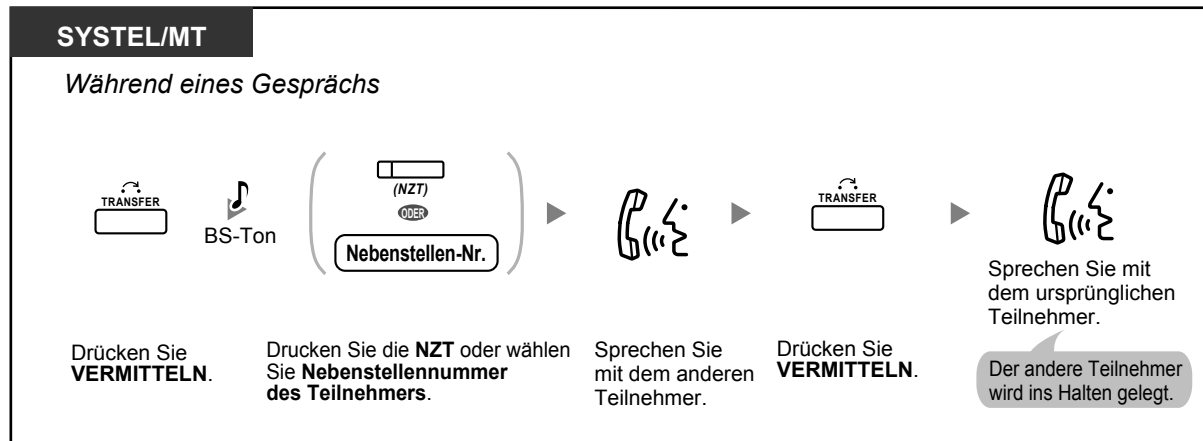 SYSTEL/MT
Während eines Gesprächs
TRANSFER
BS-Ton
(NZT)
ODER
Nebenstellen-Nr.
TRANSFER
Drücken Sie
VERMITTELN.
Drucken Sie die NZT oder wählen
Sie Nebenstellennummer
des Teilnehmers.
Sprechen Sie
mit dem anderen
Teilnehmer.
Drücken Sie
VERMITTELN.
Sprechen Sie mit
dem ursprünglichen
Teilnehmer.
Der andere Teilnehmer
wird ins Halten gelegt.